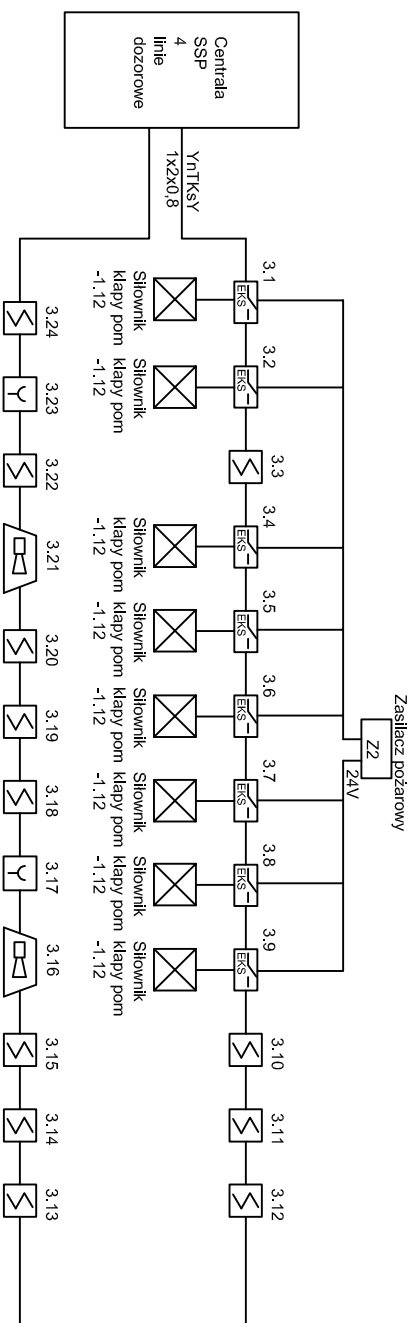 Zasilacz pożarowy
Z2
24V
Centrala
SSP
4
linie
dozorowe
YnTKsY
1x2x0,8
3.1
EKS
3.2
EKS
3.3
3.4
EKS
3.5
EKS
3.6
EKS
3.7
EKS
3.8
EKS
3.9
EKS
3.10
3.11
3.12
Siłownik
klapy pom
-1.12
Siłownik
klapy pom
-1.12
Siłownik
klapy pom
-1.12
Siłownik
klapy pom
-1.12
Siłownik
klapy pom
-1.12
Siłownik
klapy pom
-1.12
Siłownik
klapy pom
-1.12
Siłownik
klapy pom
-1.12
3.24
3.23
3.22
3.21
3.20
3.19
3.18
3.17
3.16
3.15
3.14
3.13